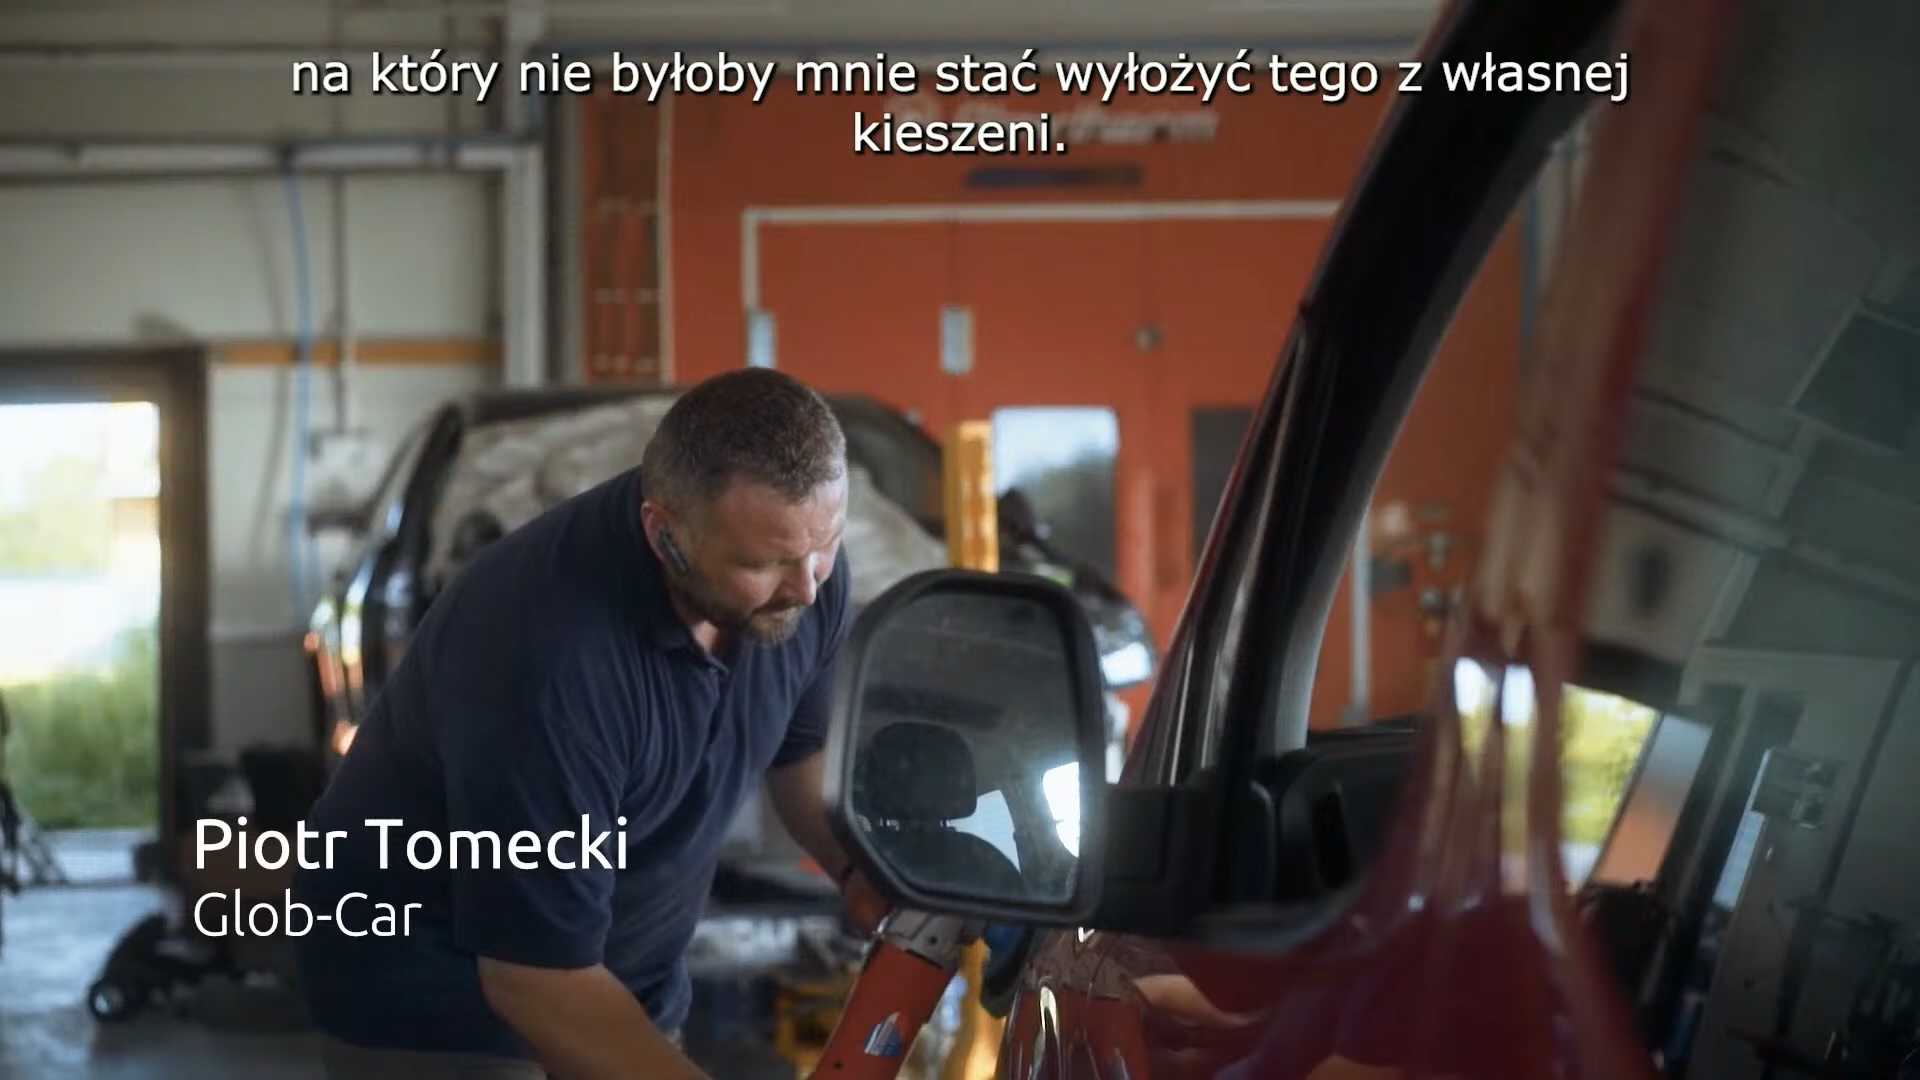 na który nie byłoby mnie stać wyłożyć tego z własnej
kieszeni.
Piotr Tomecki
Glob-Car